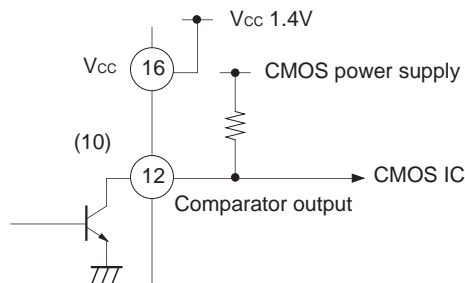 Vcc 1.4V
Vcc
16
CMOS power supply
(10)
12
CMOS IC
Comparator output